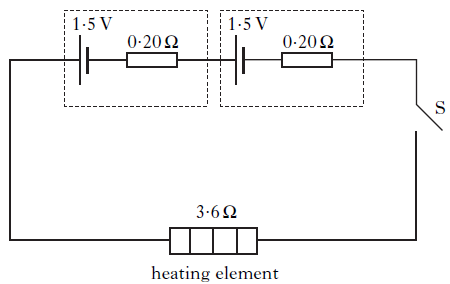 1·5 V
0·20 Ω
1·5 V
0·20 Ω
S
3·6 Ω
heating element